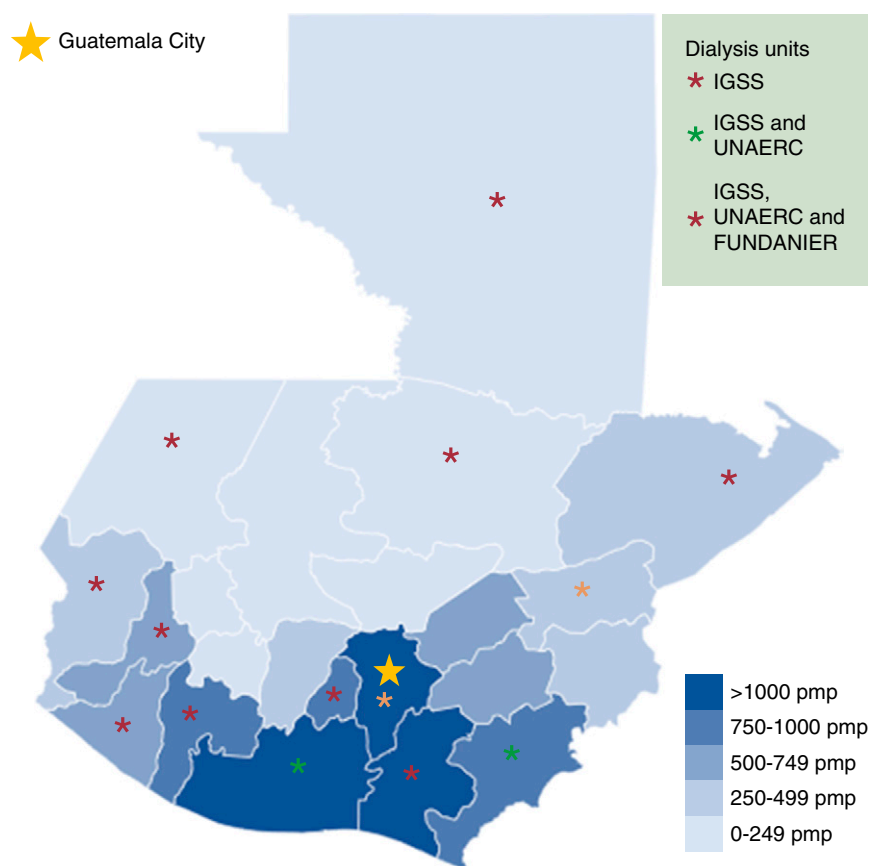 Guatemala City
Dialysis units
* IGSS
* IGSS and
UNAERC
IGSS,
* UNAERC and
FUNDANIER
>1000 pmp
750-1000 pmp
500-749 pmp
250-499 pmp
0-249 pmp